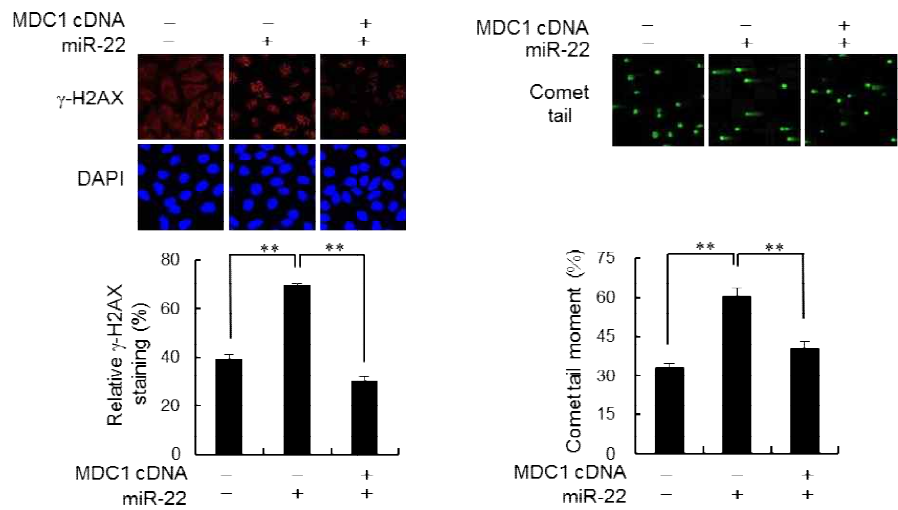 MDC1 cDNA – – +
miR-22 – + +
γ-H2AX
DAPI
** **
Relative γ-H2AX
staining (%)
80
60
40
20
0
MDC1 cDNA – – +
miR-22 – + +
MDC1 cDNA – – +
miR-22 – + +
Comet
tail
** **
Comet tail moment (%)
75
60
45
30
15
0
MDC1 cDNA – – +
miR-22 – + +